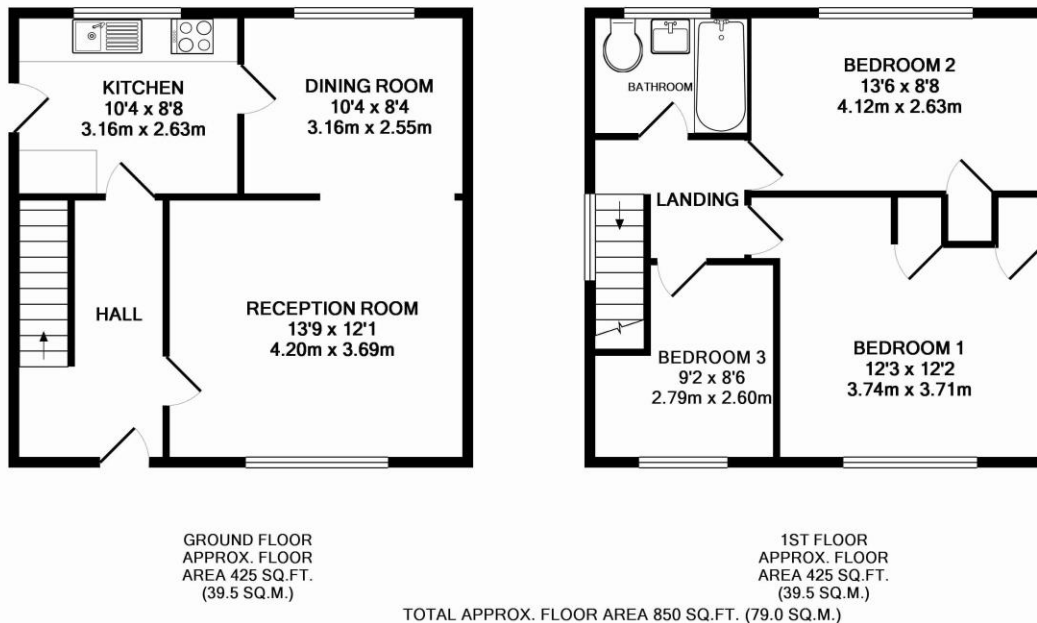 KITCHEN
10'4 x 8'8
3.16m x 2.63m
DINING ROOM
10'4 x 8'4
3.16m x 2.55m
HALL
RECEPTION ROOM
13'9 x 12'1
4.20m x 3.69m
GROUND FLOOR
APPROX. FLOOR
AREA 425 SQ.FT.
(39.5 SQ.M.)
BATHROOM
BEDROOM 2
13'6 x 8'8
4.12m x 2.63m
LANDING
BEDROOM 3
9'2 x 8'6
2.79m x 2.60m
BEDROOM 1
12'3 x 12'2
3.74m x 3.71m
1ST FLOOR
APPROX. FLOOR
AREA 425 SQ.FT.
(39.5 SQ.M.)
TOTAL APPROX. FLOOR AREA 850 SQ.FT. (79.0 SQ.M.)